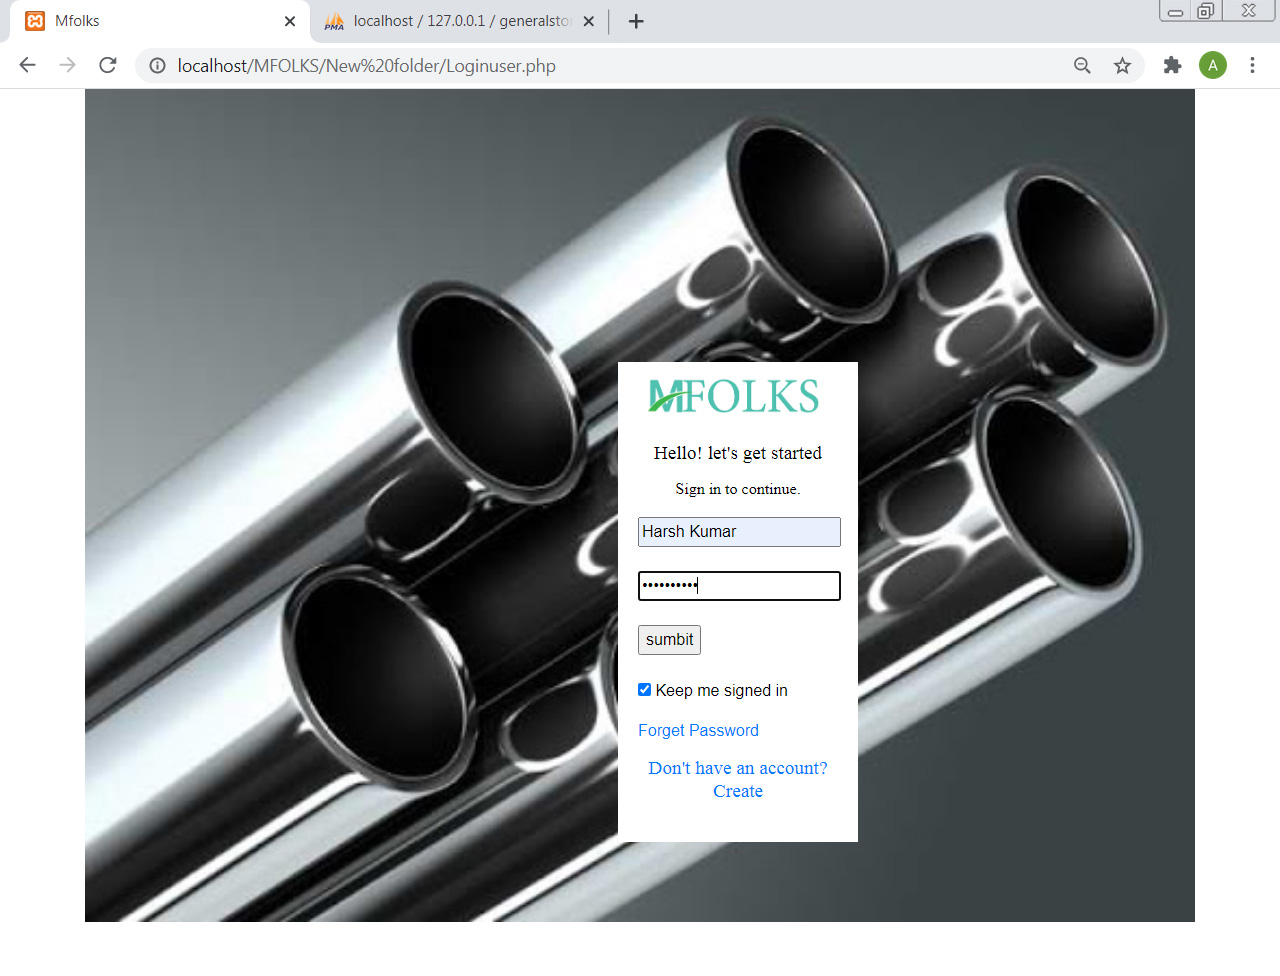 Mfolks
localhost / 127.0.0.1 / generalsto
localhost/MFOLKS/New%20folder/Loginuser.php
A
MFOLKS
Hello! let's get started
Sign in to continue.
Harsh Kumar
••••••••••
sumbit
Keep me signed in
Forget Password
Don't have an account?
Create